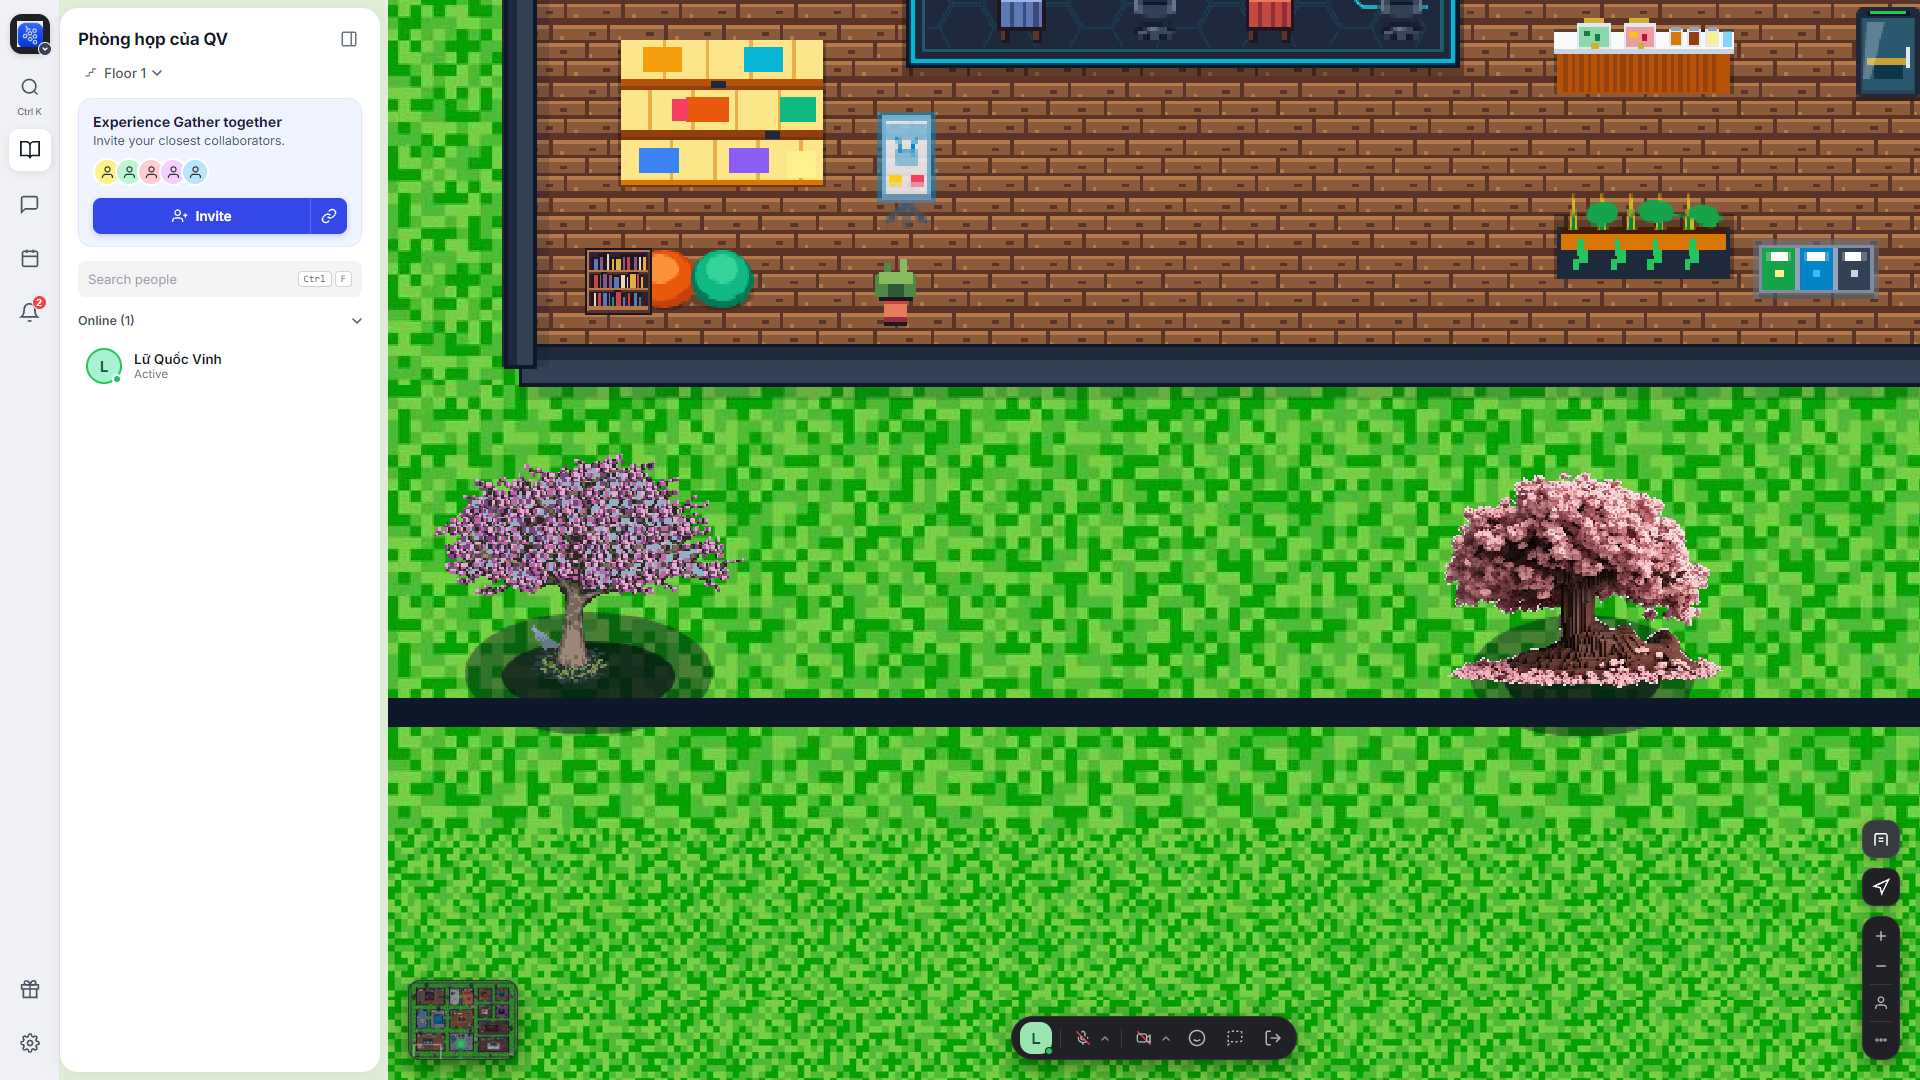 Phòng họp của QV
Floor 1
Ctrl K
Experience Gather together
Invite your closest collaborators.
Invite
Search people
Ctrl F
2
Online (1)
L
Lữ Quốc Vinh
Active
L